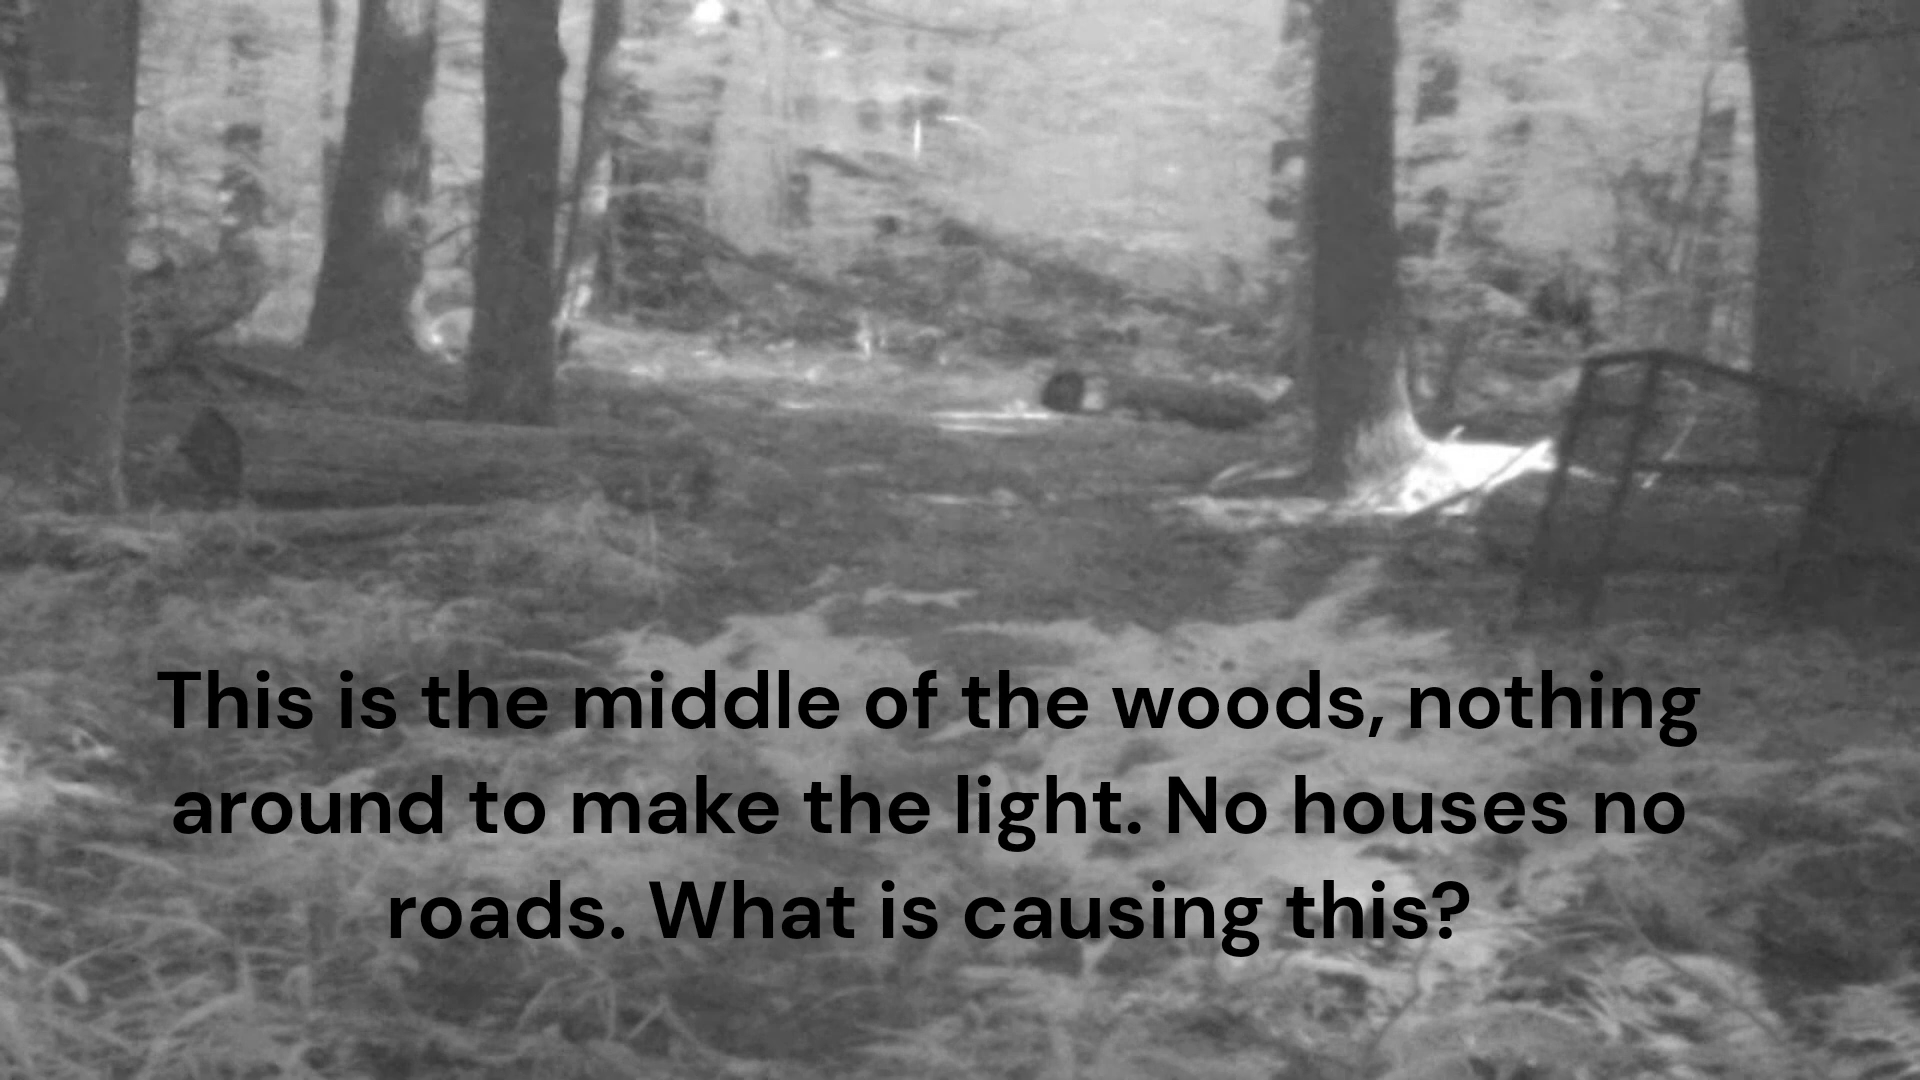 This is the middle of the woods, nothing
around to make the light. No houses no
roads. What is causing this?